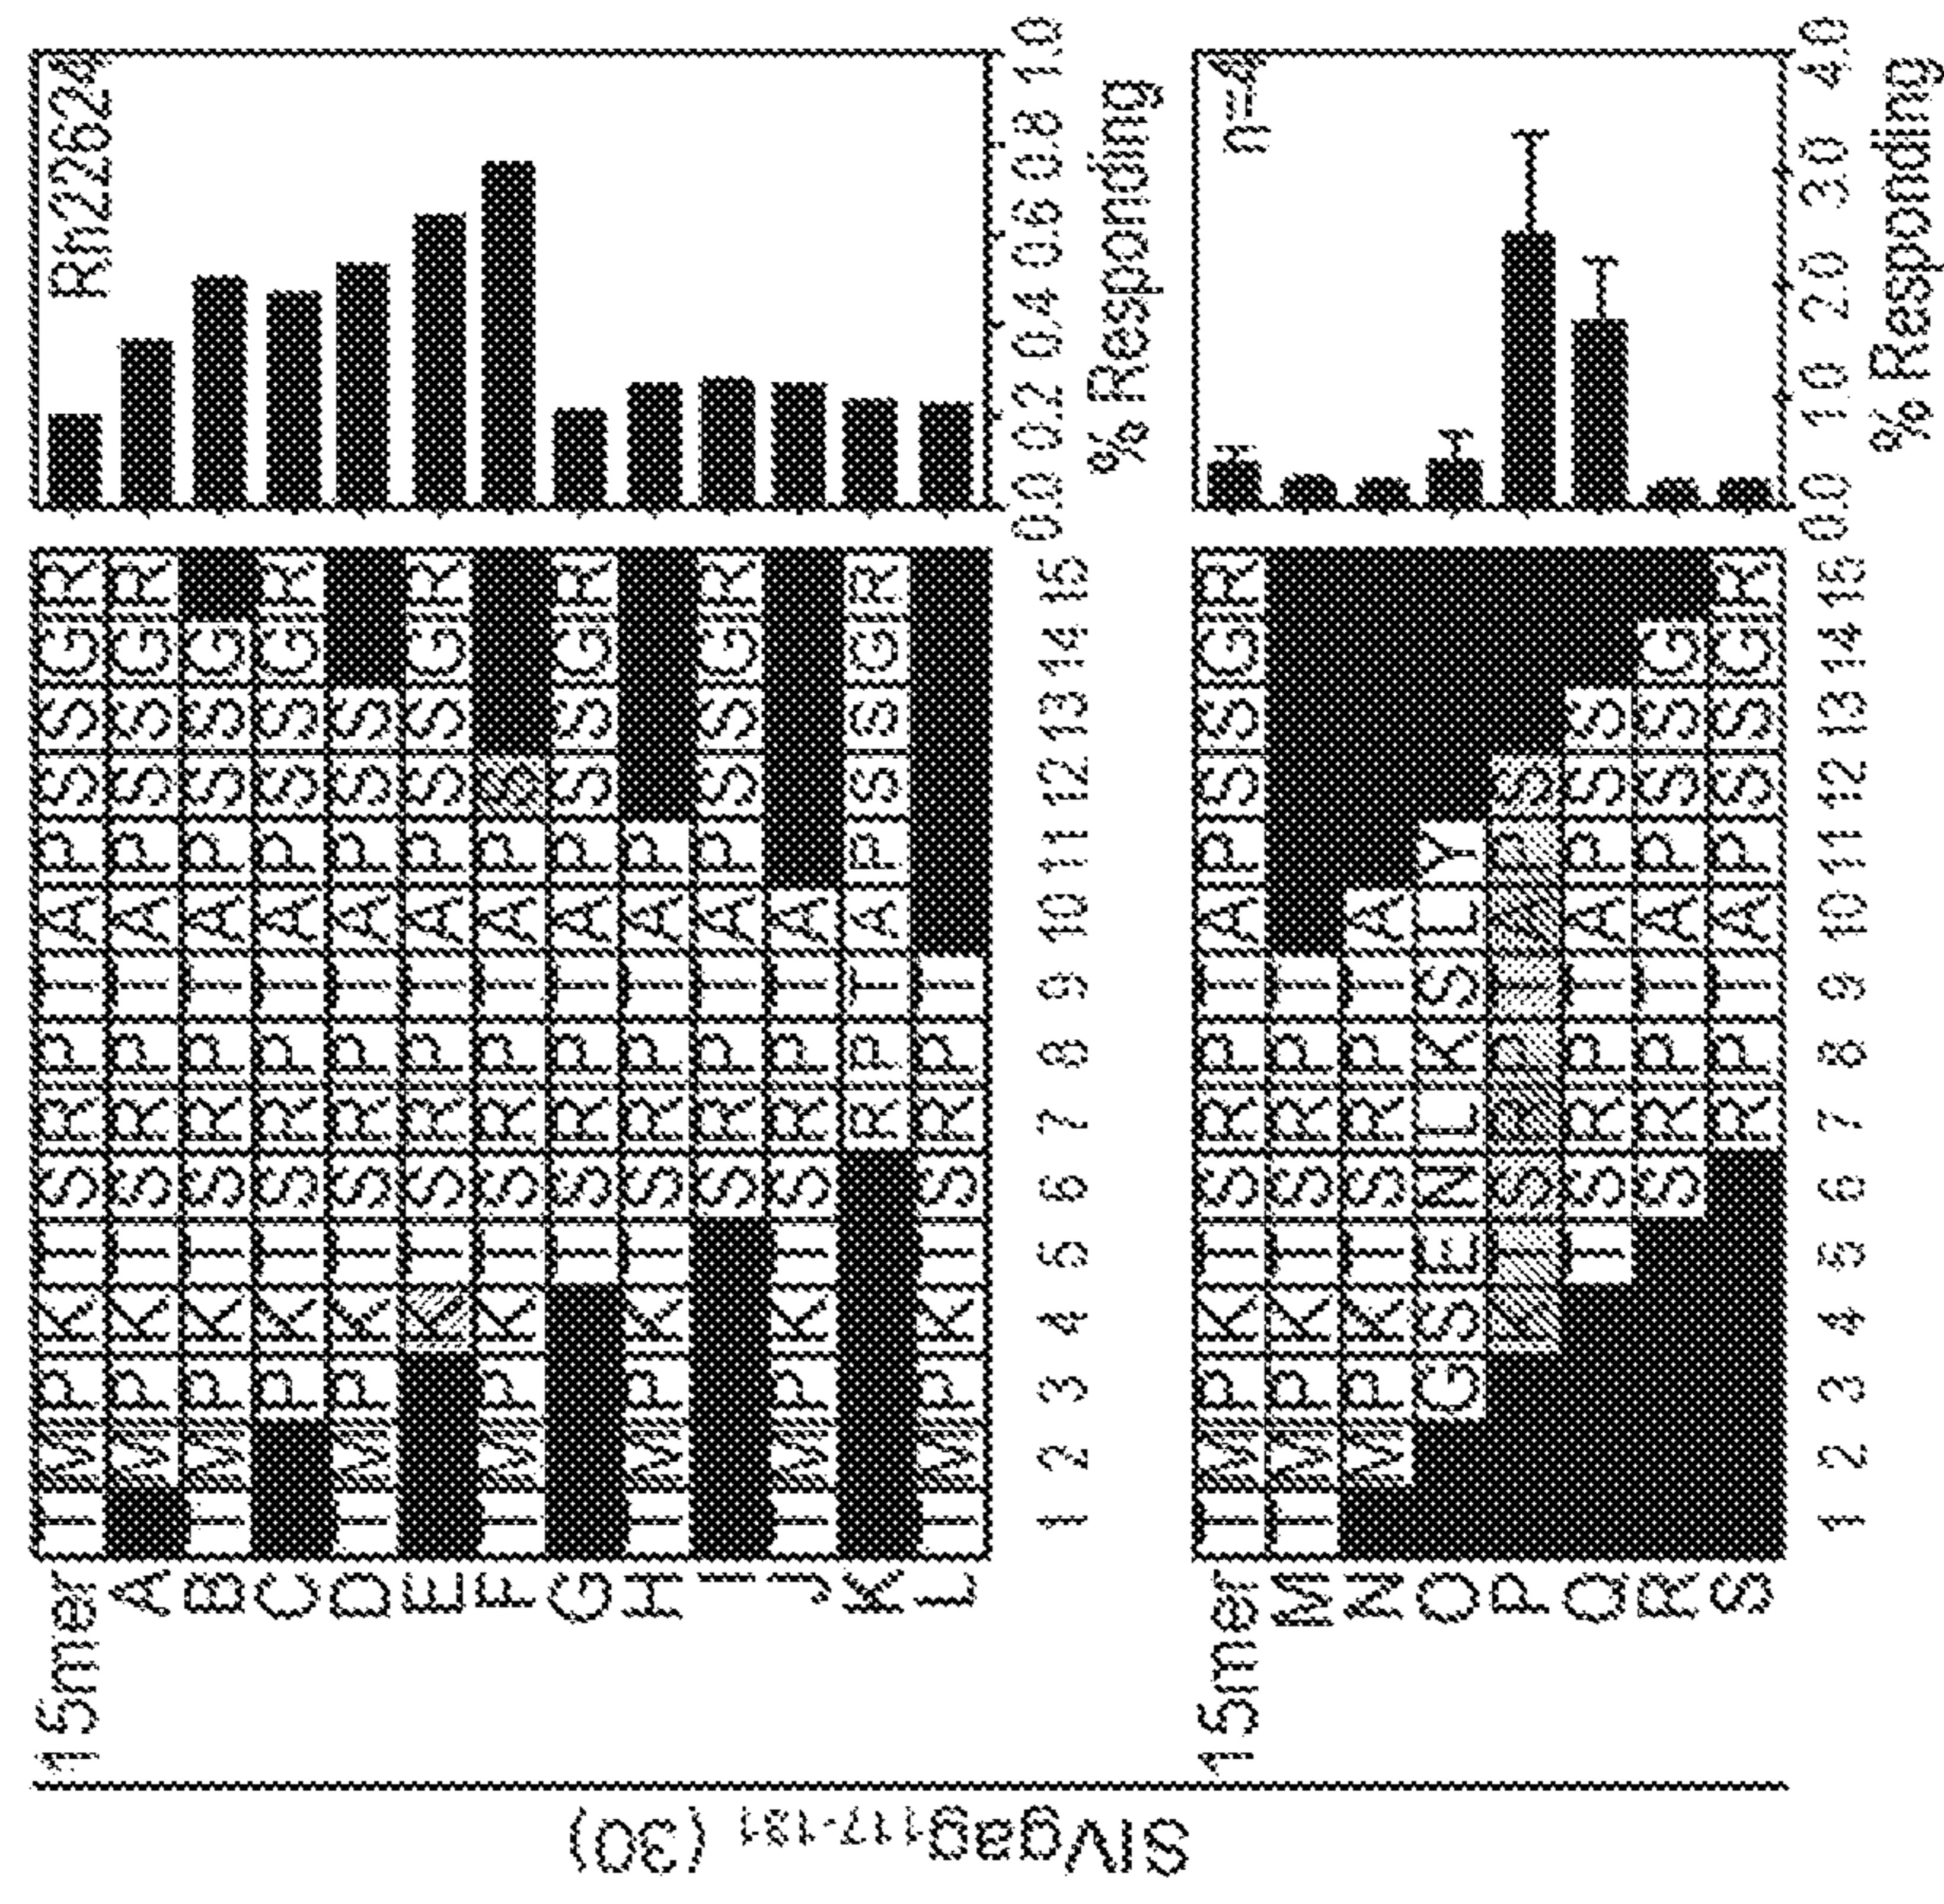 SIVgag117-131 (30)
15mer T M P K T S R P T A P S S G R
A M P K T S R P T A P S S G R
B T M P K T S R P T A P S S G
C P K T S R P T A P S S G R
D T M P K T S R P T A P S S
E K T S R P T A P S S G R
F T M P K T S R P T A P S
G T S R P T A P S S G R
H T M P K T S R P T A P
I S R P T A P S S G R
J T M P K T S R P T A
K R P T A P S S G R
L T M P K T S R P T
1 2 3 4 5 6 7 8 9 10 11 12 13 14 15
Rh22624
0.0 0.2 0.4 0.6 0.8 1.0
% Responding
15mer T M P K T S R P T A P S S G R
M T M P K T S R P T
N M P K T S R P T A
O G S E N L K S L Y
P K T S R P T A P S
Q T S R P T A P S S
R S R P T A P S S G
S R P T A P S S G R
1 2 3 4 5 6 7 8 9 10 11 12 13 14 15
n=4
0.0 1.0 2.0 3.0 4.0
% Responding